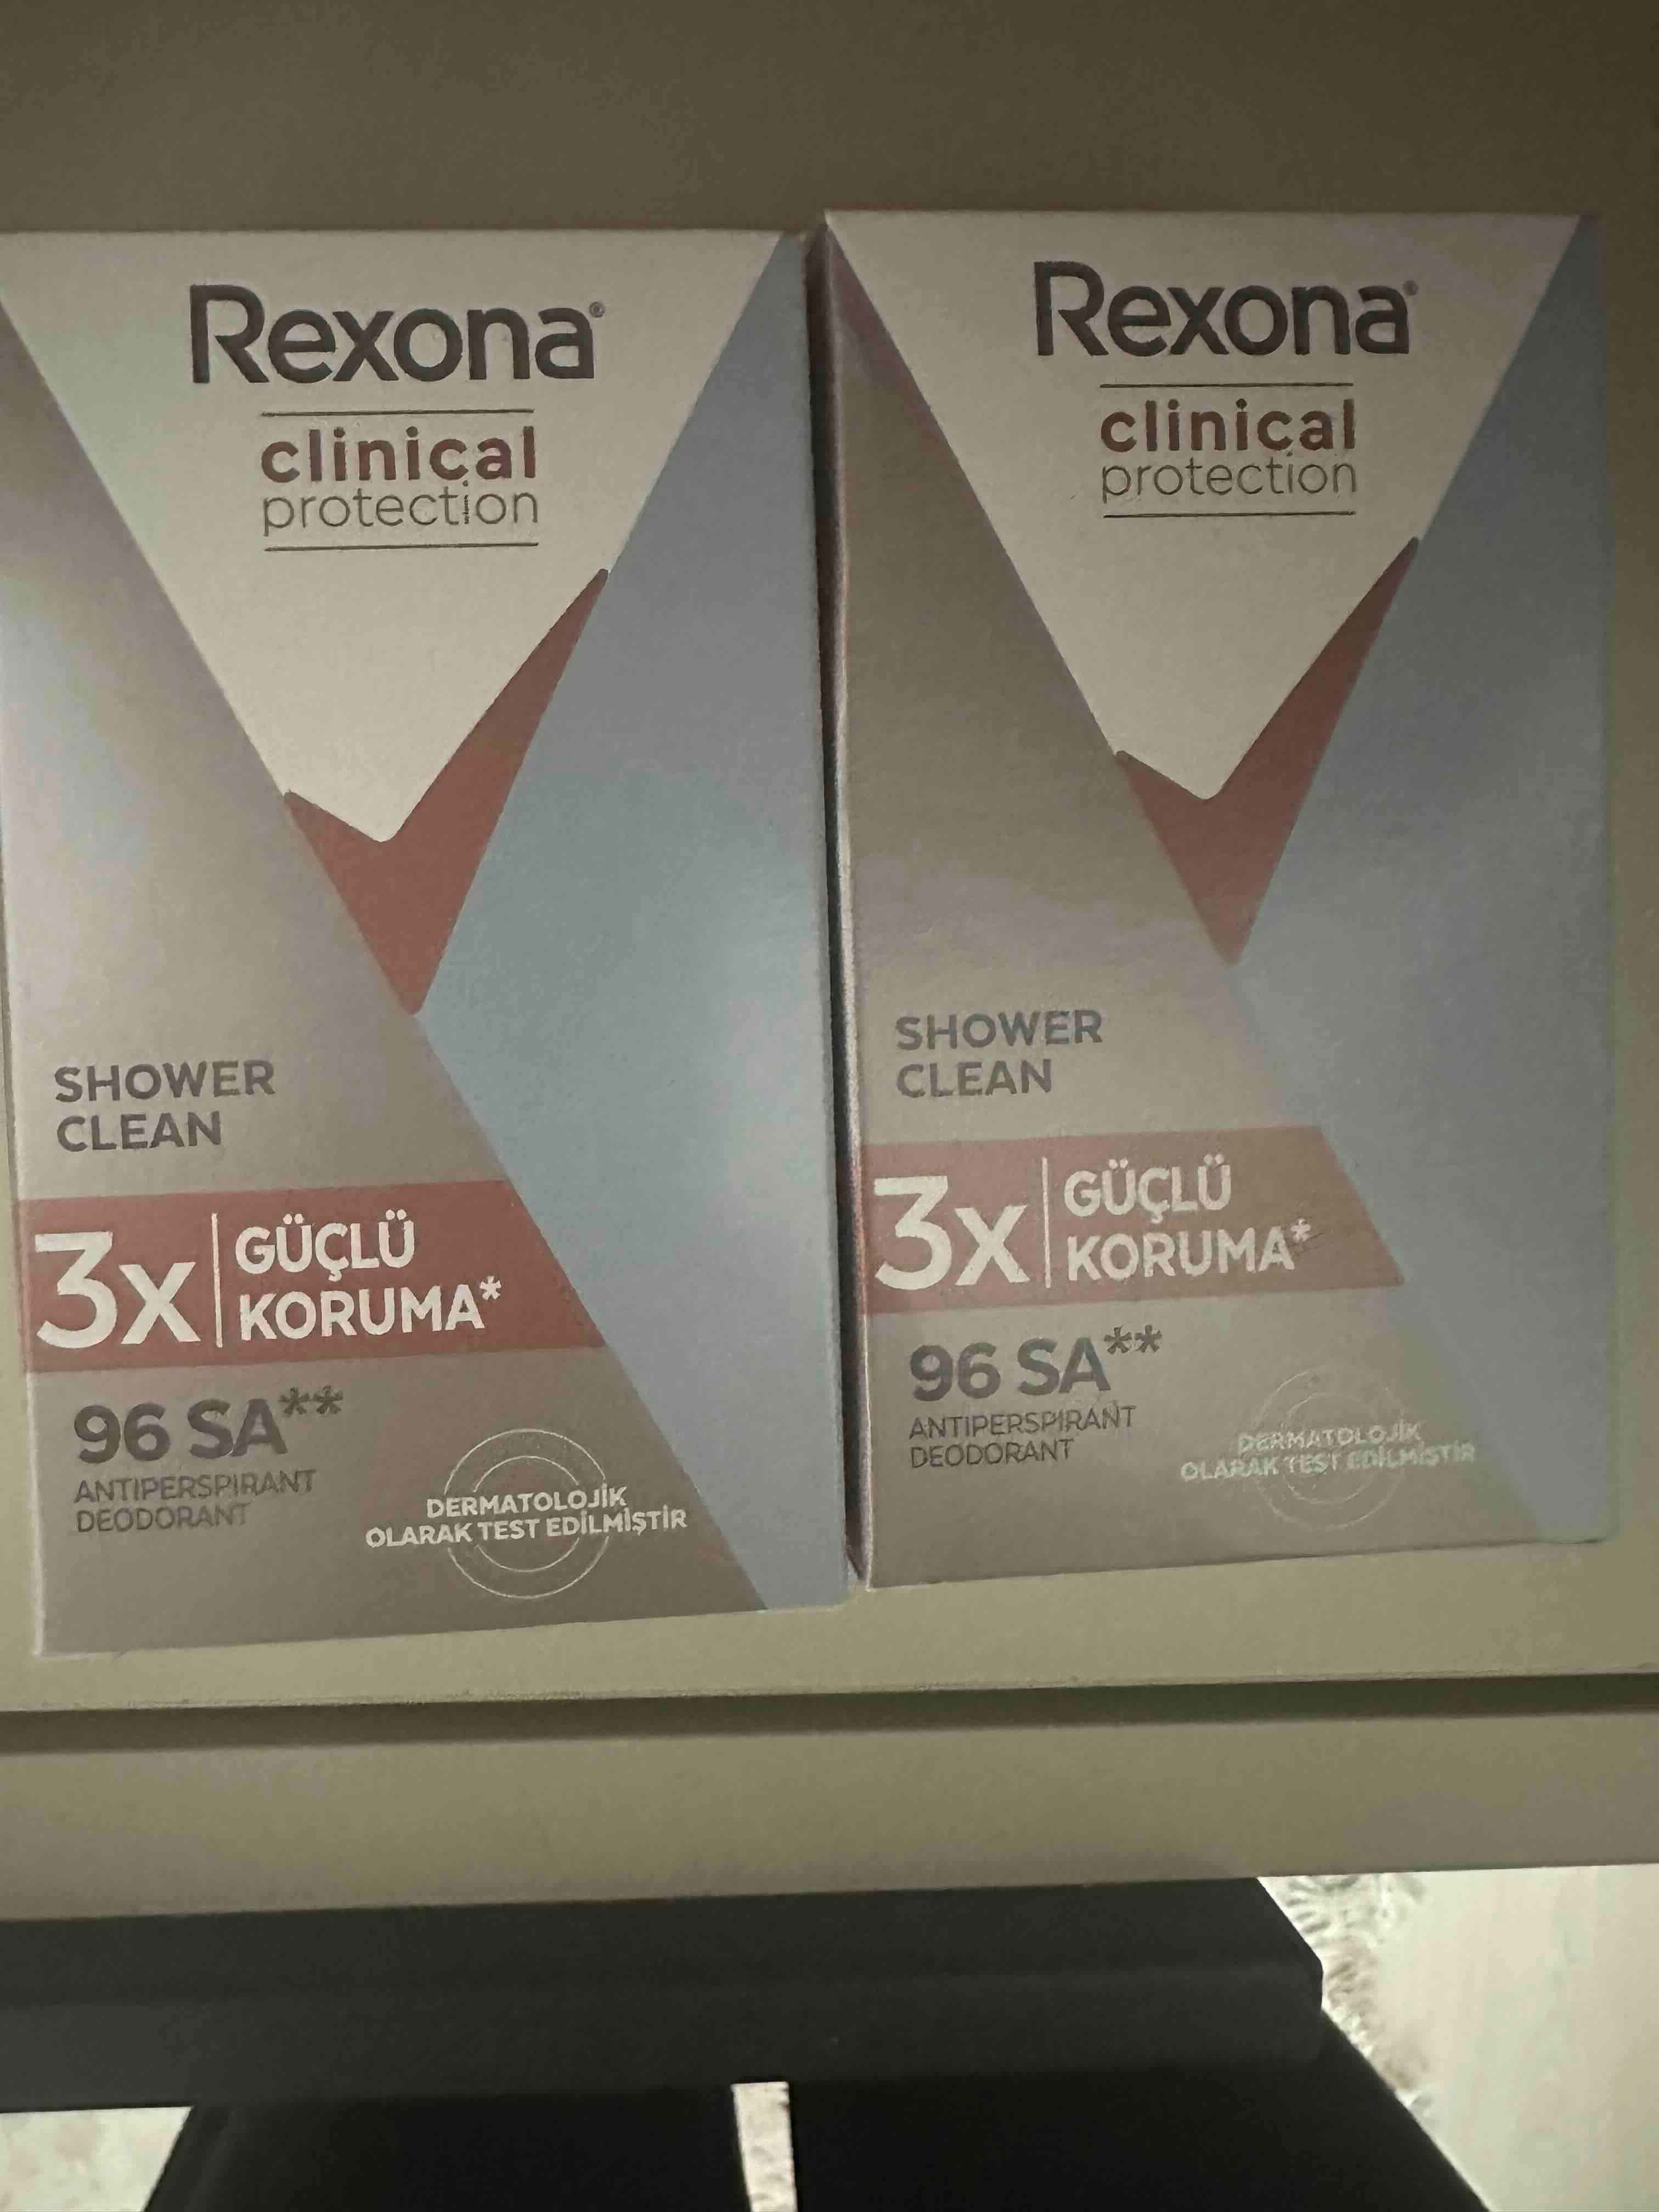 Rexona®
clinical
protection
SHOWER
CLEAN
3x GÜÇLÜ
KORUMA*
96 SA**
ANTIPERSPIRANT
DEODORANT
DERMATOLOJİK
OLARAK TEST EDİLMİŞTİR
Rexona®
clinical
protection
SHOWER
CLEAN
3x GÜÇLÜ
KORUMA*
96 SA**
ANTIPERSPIRANT
DEODORANT
DERMATOLOJİK
OLARAK TEST EDİLMİŞTİR